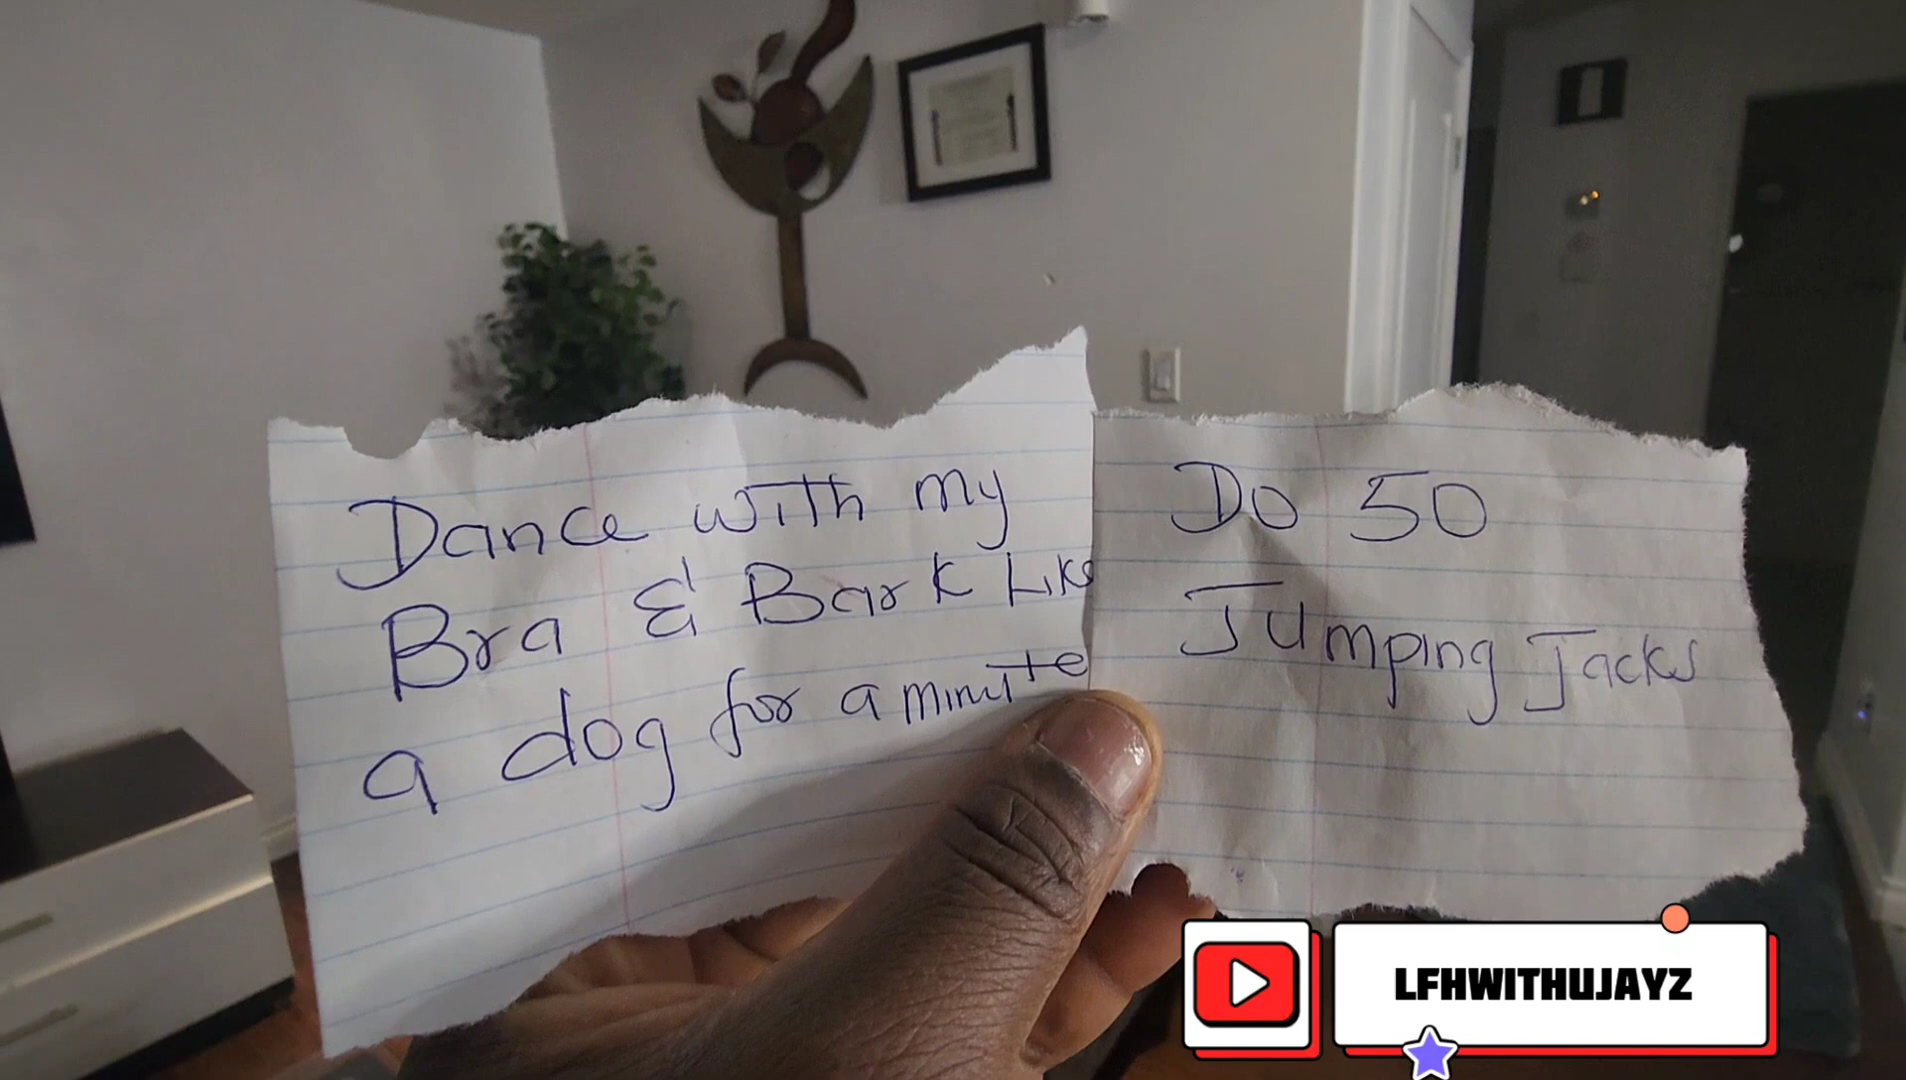 Dance with my
Bra & Bark Like
a dog for a minute
Do 50
Jumping Jacks
LFHWITHUJAYZ